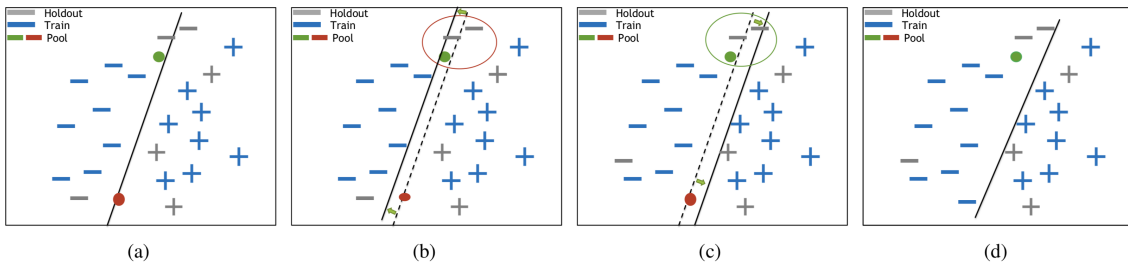 Holdout
Train
Pool
Holdout
Train
Pool
Holdout
Train
Pool
Holdout
Train
Pool
(a)
(b)
(c)
(d)